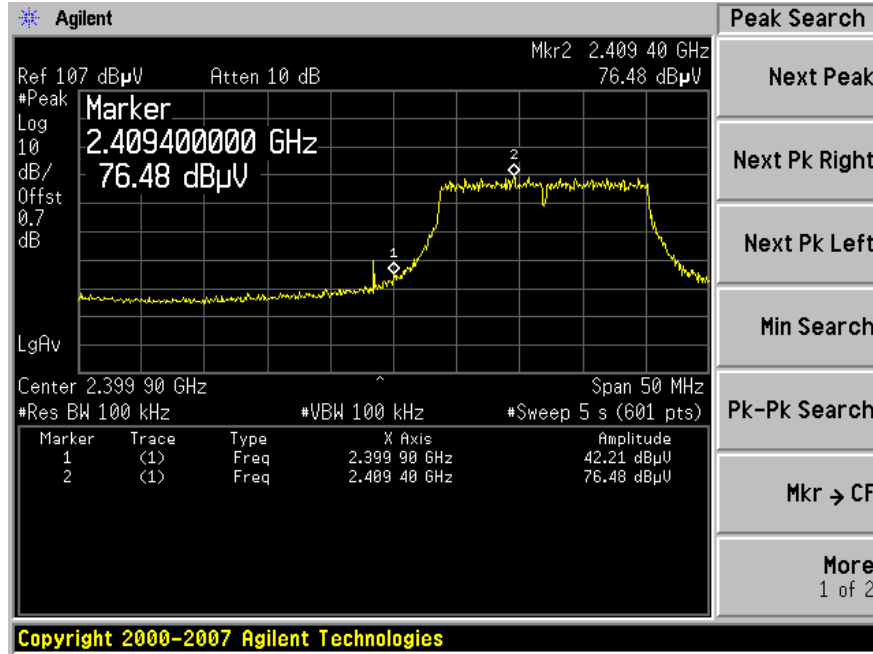 Agilent
Peak Search
Mkr2 2.409 40 GHz
Ref 107 dBµV Atten 10 dB 76.48 dBµV
#Peak
Log
10
dB/
Offst
0.7
dB
LgAv
Marker
2.409400000 GHz
76.48 dBµV
2
1
Center 2.399 90 GHz ^ Span 50 MHz
#Res BW 100 kHz #VBW 100 kHz #Sweep 5 s (601 pts)
Marker Trace Type X Axis Amplitude
1 (1) Freq 2.399 90 GHz 42.21 dBµV
2 (1) Freq 2.409 40 GHz 76.48 dBµV
Next Peak
Next Pk Right
Next Pk Left
Min Search
Pk-Pk Search
Mkr → CF
More
1 of 2
Copyright 2000-2007 Agilent Technologies